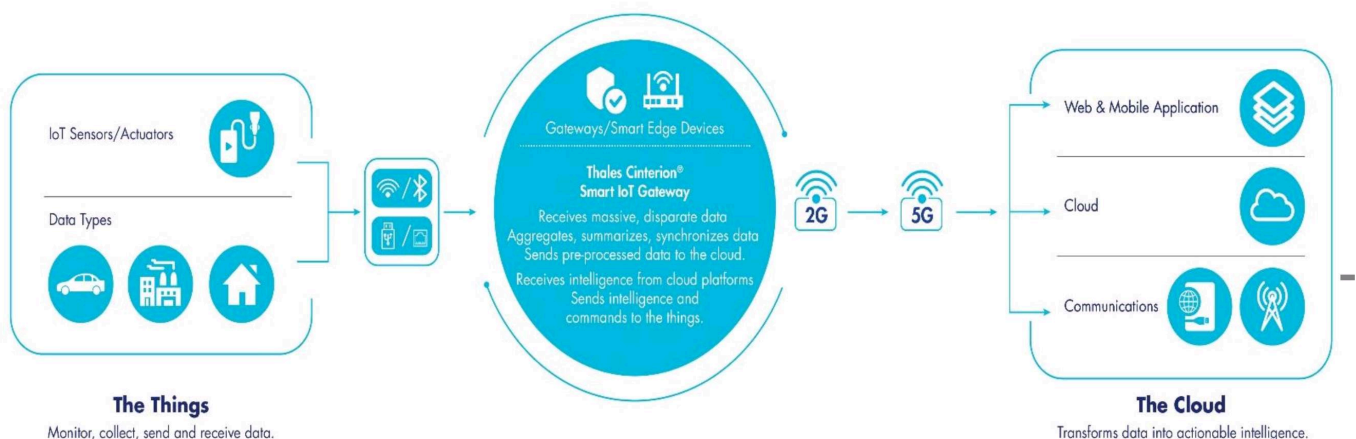 IoT Sensors/Actuators
Data Types
The Things
Monitor, collect, send and receive data.
Gateways/Smart Edge Devices
Thales Cinterion®
Smart IoT Gateway
Receives massive, disparate data
Aggregates, summarizes, synchronizes data
Sends pre-processed data to the cloud.
Receives intelligence from cloud platforms
Sends intelligence and
commands to the things.
2G
5G
Web & Mobile Application
Cloud
Communications
The Cloud
Transforms data into actionable intelligence.